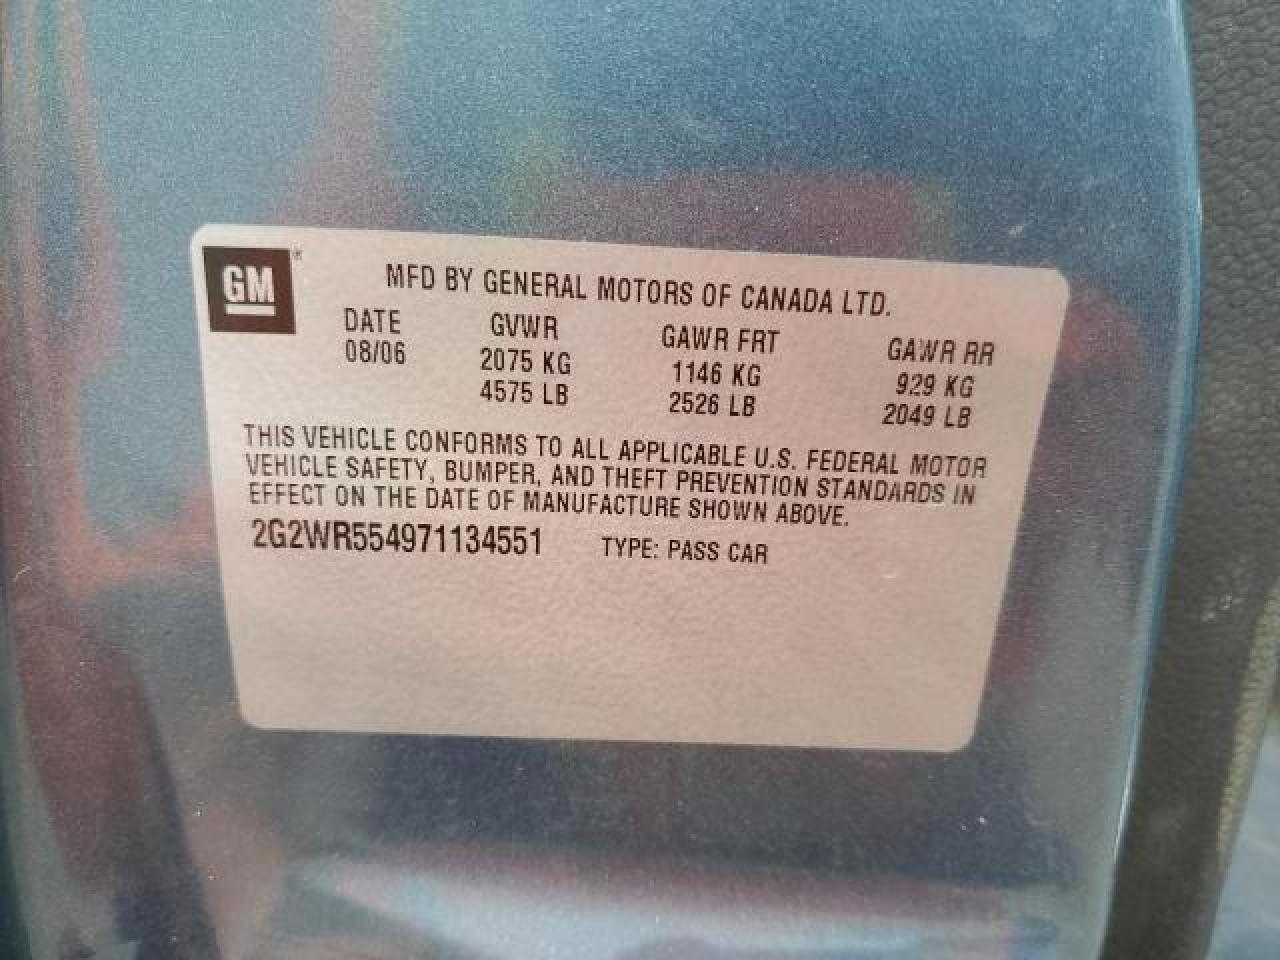 GM
MFD BY GENERAL MOTORS OF CANADA LTD.
DATE GVWR GAWR FRT GAWR RR
08/06 2075 KG 1146 KG 929 KG
4575 LB 2526 LB 2049 LB
THIS VEHICLE CONFORMS TO ALL APPLICABLE U.S. FEDERAL MOTOR
VEHICLE SAFETY, BUMPER, AND THEFT PREVENTION STANDARDS IN
EFFECT ON THE DATE OF MANUFACTURE SHOWN ABOVE.
2G2WR554971134551 TYPE: PASS CAR